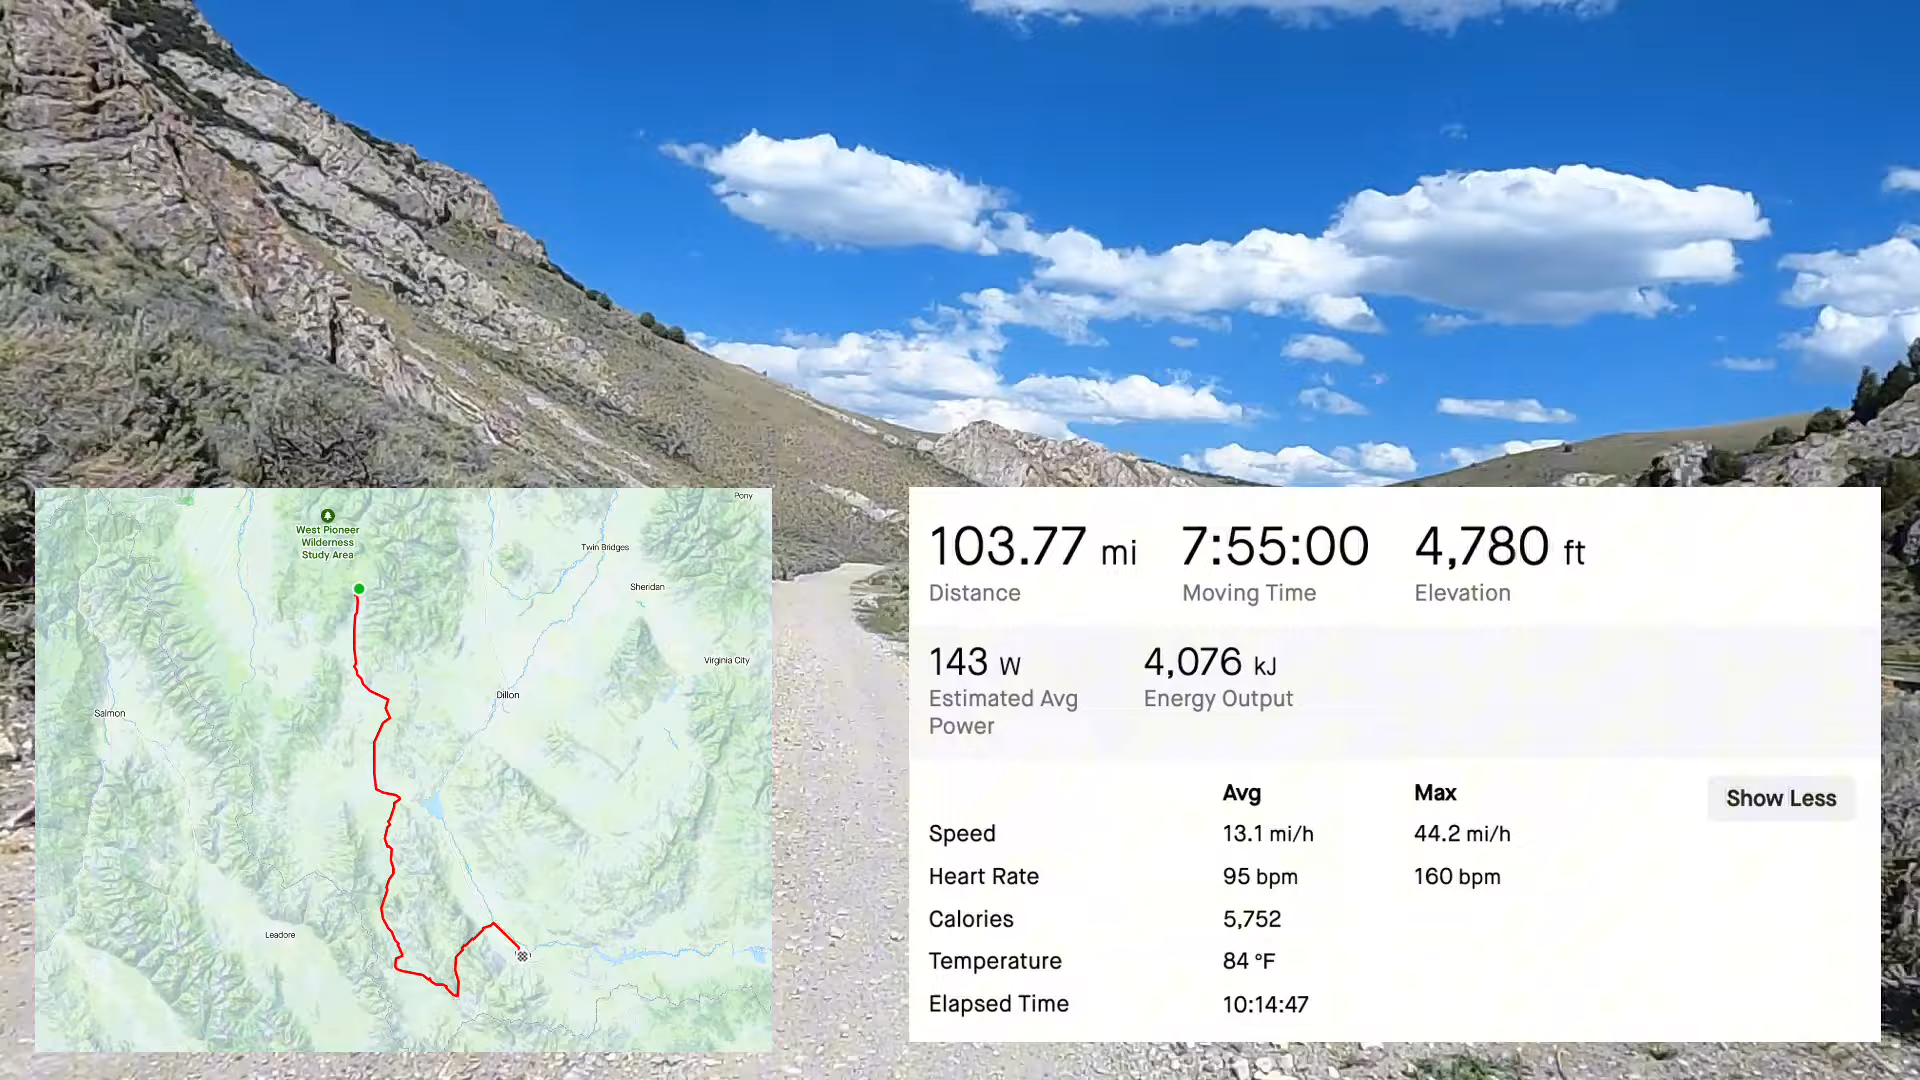 Pony
West Pioneer
Wilderness
Study Area
Twin Bridges
Sheridan
Virginia City
Dillon
Salmon
Leadore
103.77 mi 7:55:00 4,780 ft
Distance Moving Time Elevation
143 W 4,076 kJ
Estimated Avg Energy Output
Power
Avg Max
Show Less
Speed 13.1 mi/h 44.2 mi/h
Heart Rate 95 bpm 160 bpm
Calories 5,752
Temperature 84 °F
Elapsed Time 10:14:47